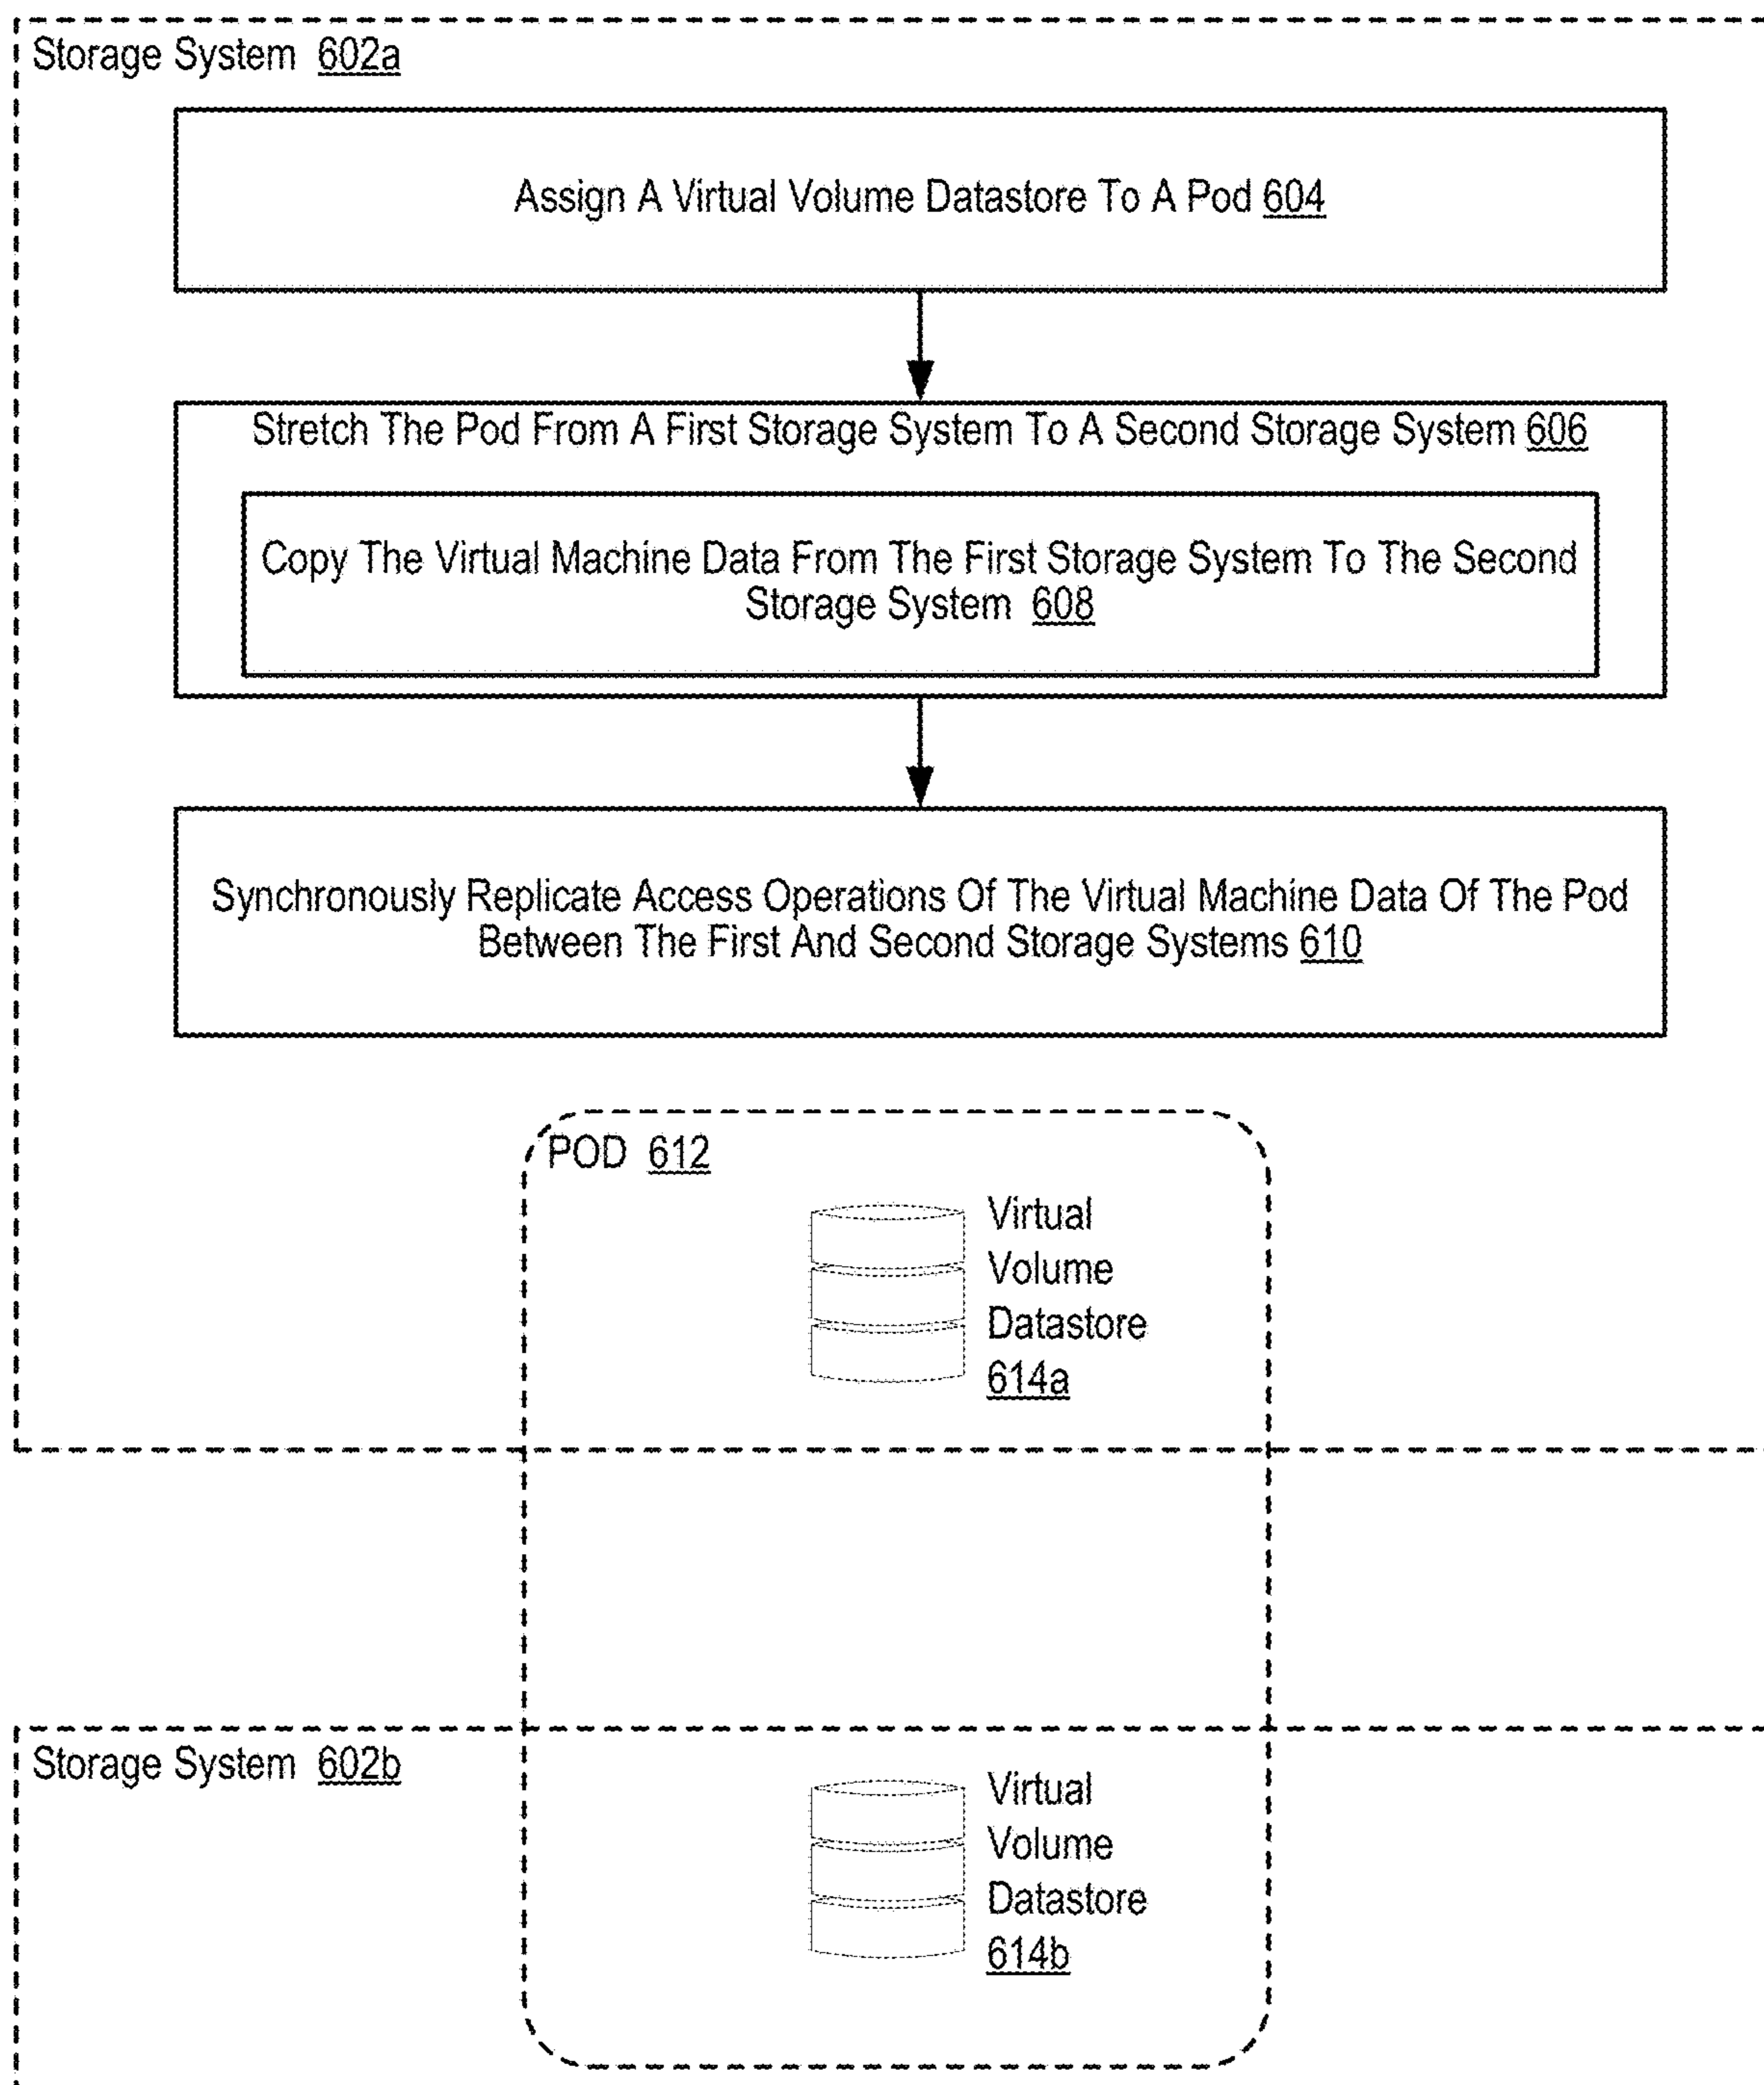 Storage System 602a
Assign A Virtual Volume Datastore To A Pod 604
Stretch The Pod From A First Storage System To A Second Storage System 606
Copy The Virtual Machine Data From The First Storage System To The Second
Storage System 608
Synchronously Replicate Access Operations Of The Virtual Machine Data Of The Pod
Between The First And Second Storage Systems 610
POD 612
Virtual
Volume
Datastore
614a
Storage System 602b
Virtual
Volume
Datastore
614b